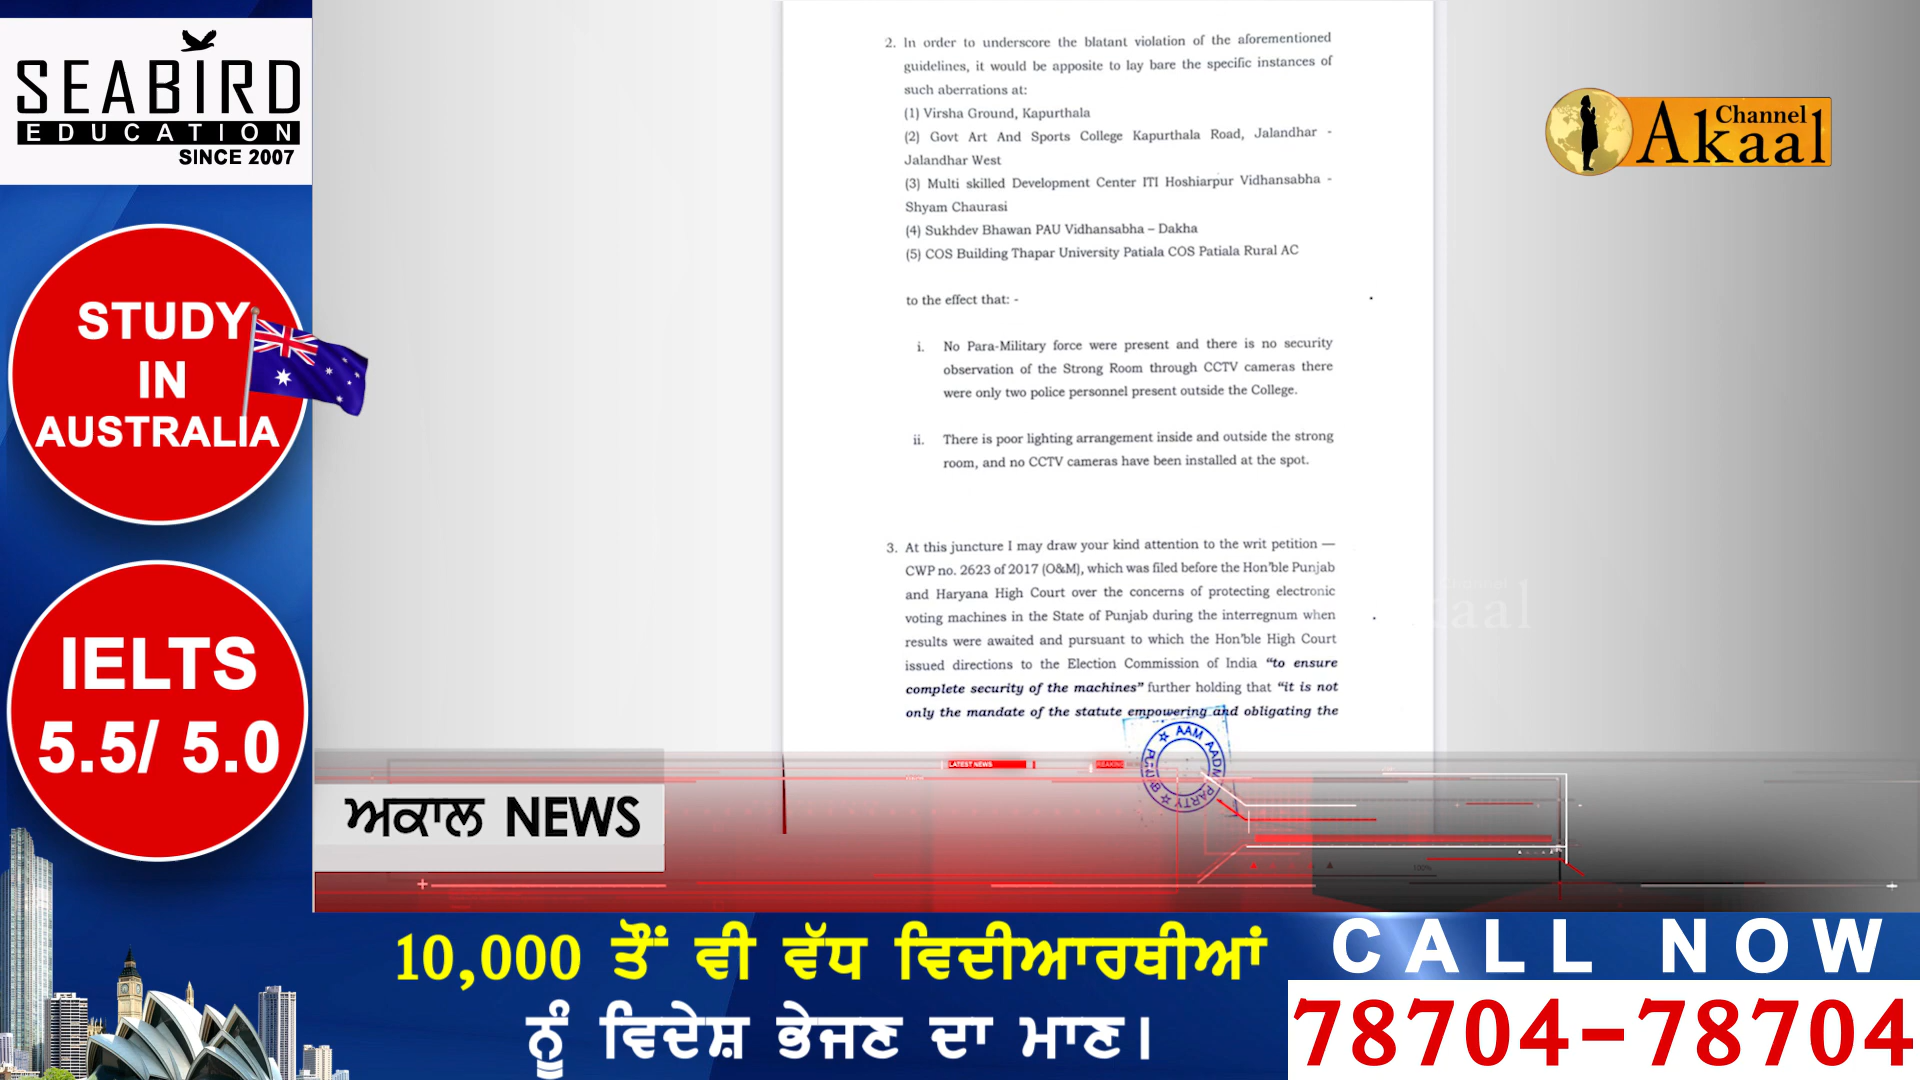 SEABIRD
EDUCATION
SINCE 2007
STUDY
IN
AUSTRALIA
IELTS
5.5/ 5.0
2. In order to underscore the blatant violation of the aforementioned
guidelines, it would be apposite to lay bare the specific instances of
such aberrations at:
(1) Virsha Ground, Kapurthala
(2) Govt Art And Sports College Kapurthala Road, Jalandhar -
Jalandhar West
(3) Multi skilled Development Center ITI Hoshiarpur Vidhansabha -
Shyam Chaurasi
(4) Sukhdev Bhawan PAU Vidhansabha – Dakha
(5) COS Building Thapar University Patiala COS Patiala Rural AC
to the effect that: -
i. No Para-Military force were present and there is no security
observation of the Strong Room through CCTV cameras there
were only two police personnel present outside the College.
ii. There is poor lighting arrangement inside and outside the strong
room, and no CCTV cameras have been installed at the spot.
3. At this juncture I may draw your kind attention to the writ petition —
CWP no. 2623 of 2017 (O&M), which was filed before the Hon'ble Punjab
and Haryana High Court over the concerns of protecting electronic
voting machines in the State of Punjab during the interregnum when
results were awaited and pursuant to which the Hon'ble High Court
issued directions to the Election Commission of India "to ensure
complete security of the machines" further holding that "it is not
only the mandate of the statute empowering and obligating the
AAM AADMI PARTY PUNJAB
Channel
Akaal
kaal
LATEST NEWS
BREAKING
100%
ਅਕਾਲ NEWS
10,000 ਤੋਂ ਵੀ ਵੱਧ ਵਿਦੀਆਰਥੀਆਂ
ਨੂੰ ਵਿਦੇਸ਼ ਭੇਜਣ ਦਾ ਮਾਣ।
CALL NOW
78704-78704